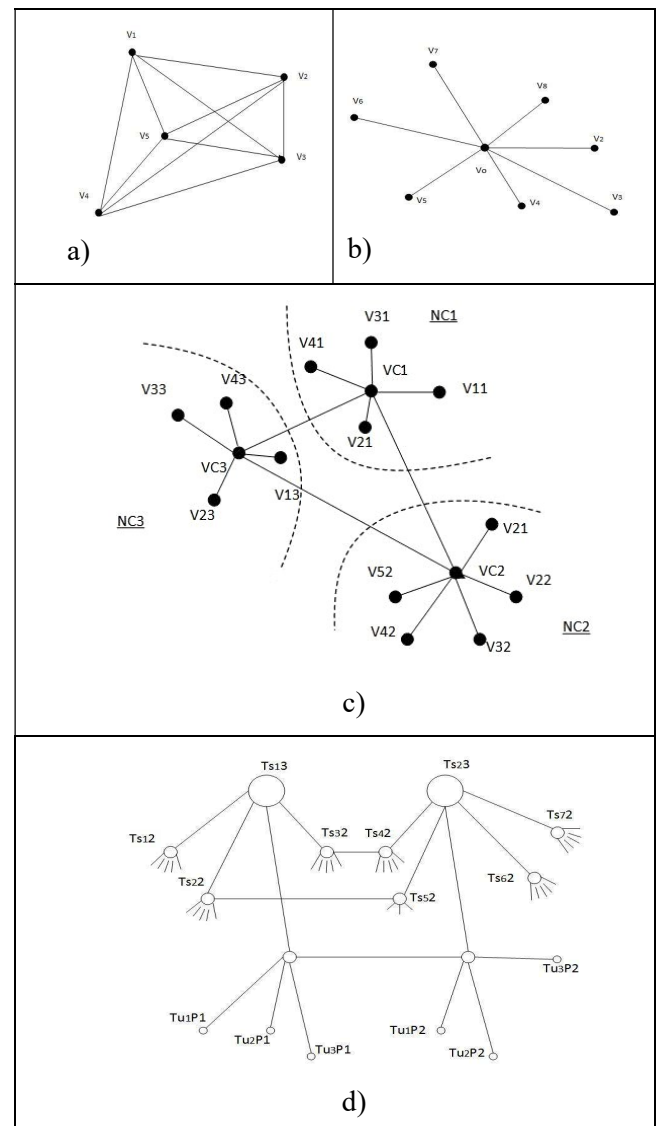 V₁
V₂
V₅
V₃
V₄
a)
V₇
V₈
V₆
V₂
V₀
V₃
V₅
V₄
b)
V31
NC1
V41
VC1
V43
V33
V11
V21
VC3
V13
V23
NC3
V21
VC2
V52
V22
NC2
V42
V32
c)
Ts₁3
Ts₂3
Ts₇2
Ts₁2
Ts₃2
Ts₄2
Ts₂2
Ts₅2
Ts₆2
Tu₃P2
Tu₁P1
Tu₂P1
Tu₃P1
Tu₁P2
Tu₂P2
d)